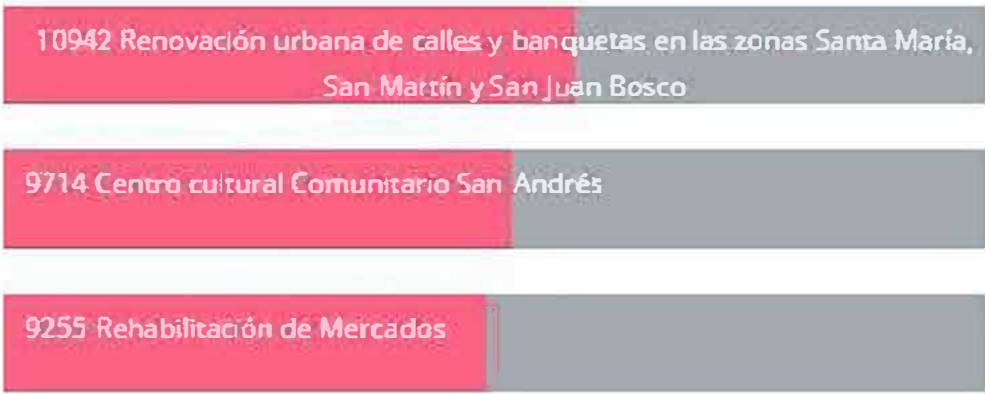 10942 Renovación urbana de calles y banquetas en las zonas Santa María,
San Martín y San Juan Bosco
9714 Centro cultural Comunitario San Andrés
9255 Rehabilitación de Mercados